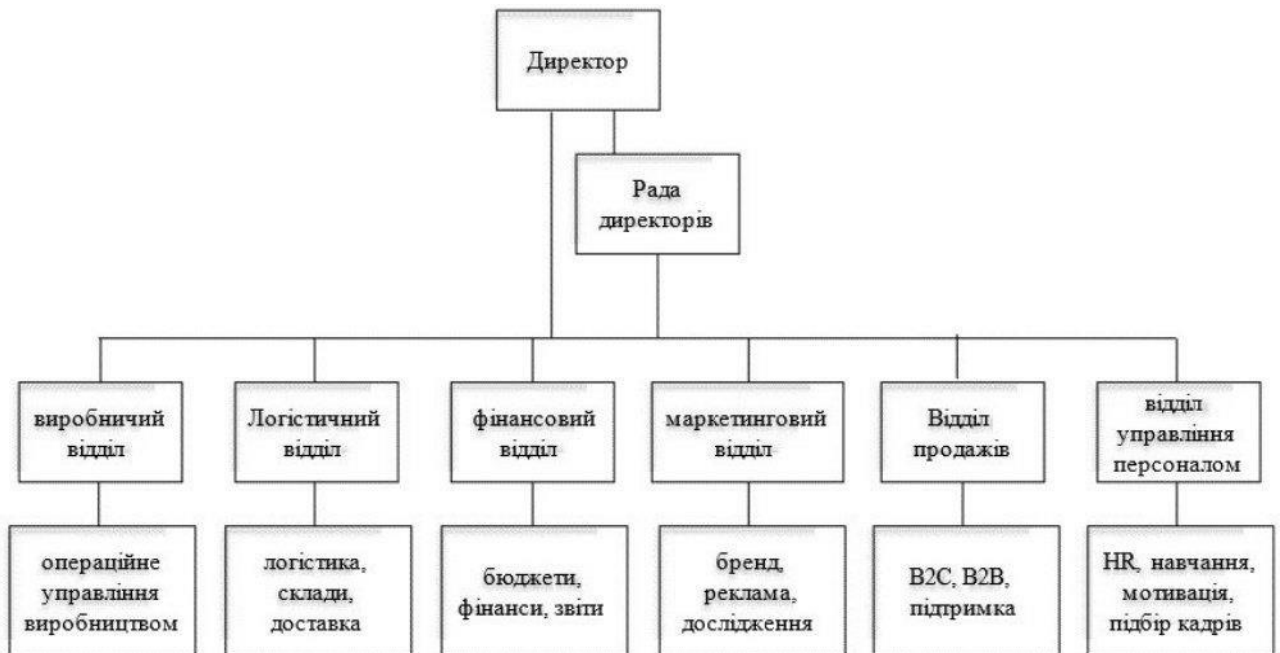 Директор
Рада
директорів
виробничий
відділ
Логістичний
відділ
фінансовий
відділ
маркетинговий
відділ
Відділ
продажів
відділ
управління
персоналом
операційне
управління
виробництвом
логістика,
склади,
доставка
бюджети,
фінанси, звіти
бренд,
реклама,
дослідження
B2C, B2B,
підтримка
HR, навчання,
мотивація,
підбір кадрів